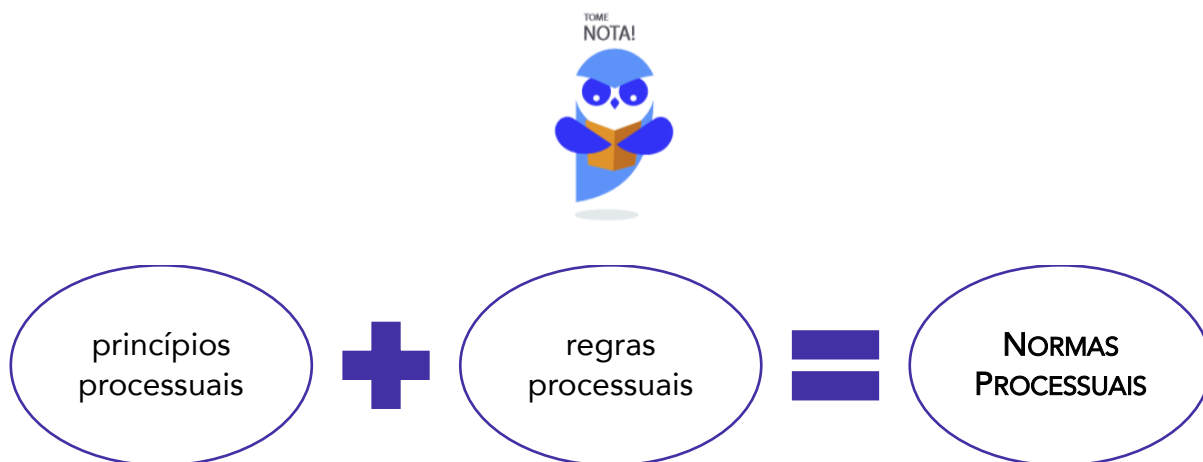 TOME
NOTA!
princípios
processuais
regras
processuais
NORMAS
PROCESSUAIS